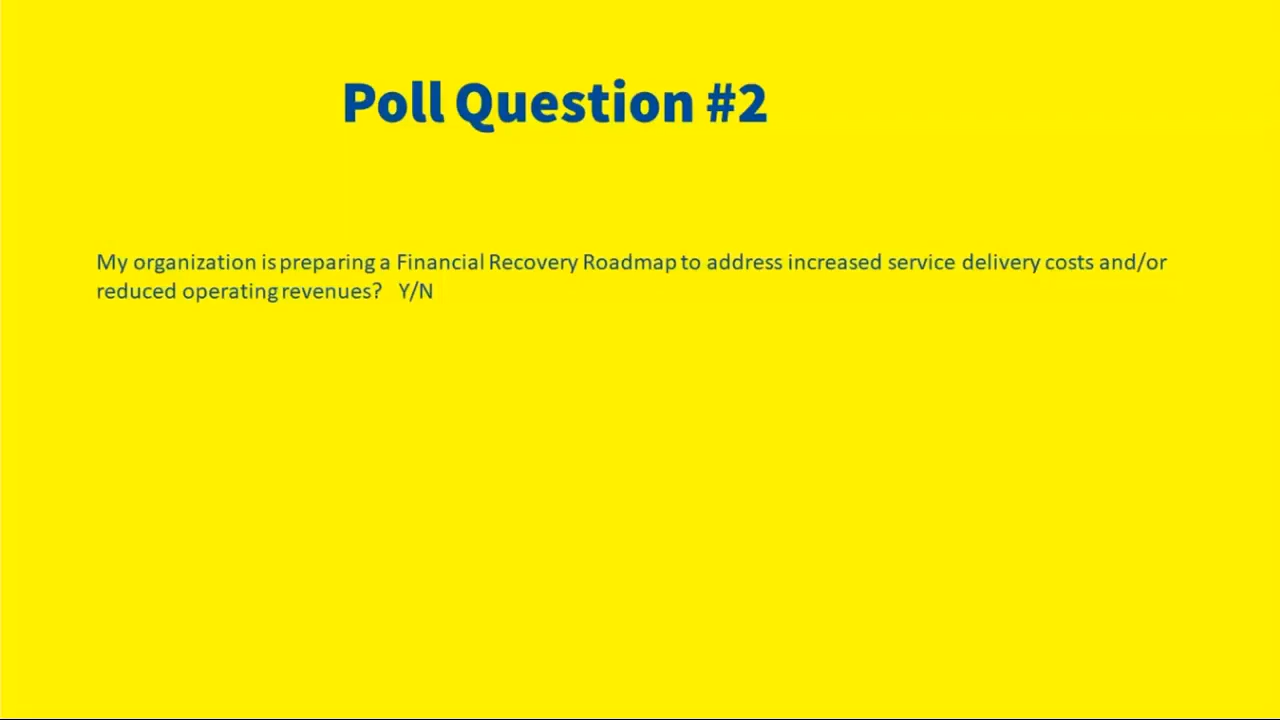 Poll Question #2
My organization is preparing a Financial Recovery Roadmap to address increased service delivery costs and/or
reduced operating revenues? Y/N